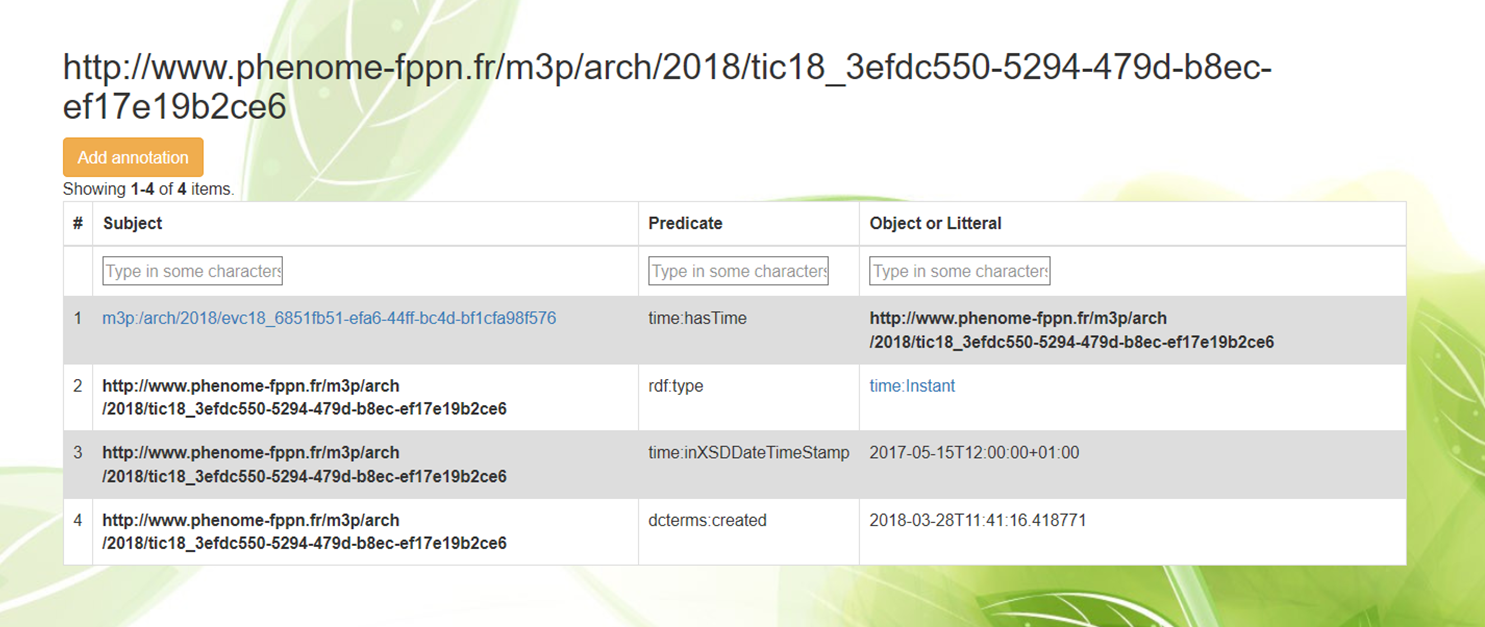 http://www.phenome-fppn.fr/m3p/arch/2018/tic18_3efdc550-5294-479d-b8ec-
ef17e19b2ce6
Add annotation
Showing 1-4 of 4 items.
# Subject Predicate Object or Litteral
Type in some characters Type in some characters Type in some characters
1 m3p:/arch/2018/evc18_6851fb51-efa6-44ff-bc4d-bf1cfa98f576 time:hasTime http://www.phenome-fppn.fr/m3p/arch
/2018/tic18_3efdc550-5294-479d-b8ec-ef17e19b2ce6
2 http://www.phenome-fppn.fr/m3p/arch rdf:type time:Instant
/2018/tic18_3efdc550-5294-479d-b8ec-ef17e19b2ce6
3 http://www.phenome-fppn.fr/m3p/arch time:inXSDDateTimeStamp 2017-05-15T12:00:00+01:00
/2018/tic18_3efdc550-5294-479d-b8ec-ef17e19b2ce6
4 http://www.phenome-fppn.fr/m3p/arch dcterms:created 2018-03-28T11:41:16.418771
/2018/tic18_3efdc550-5294-479d-b8ec-ef17e19b2ce6